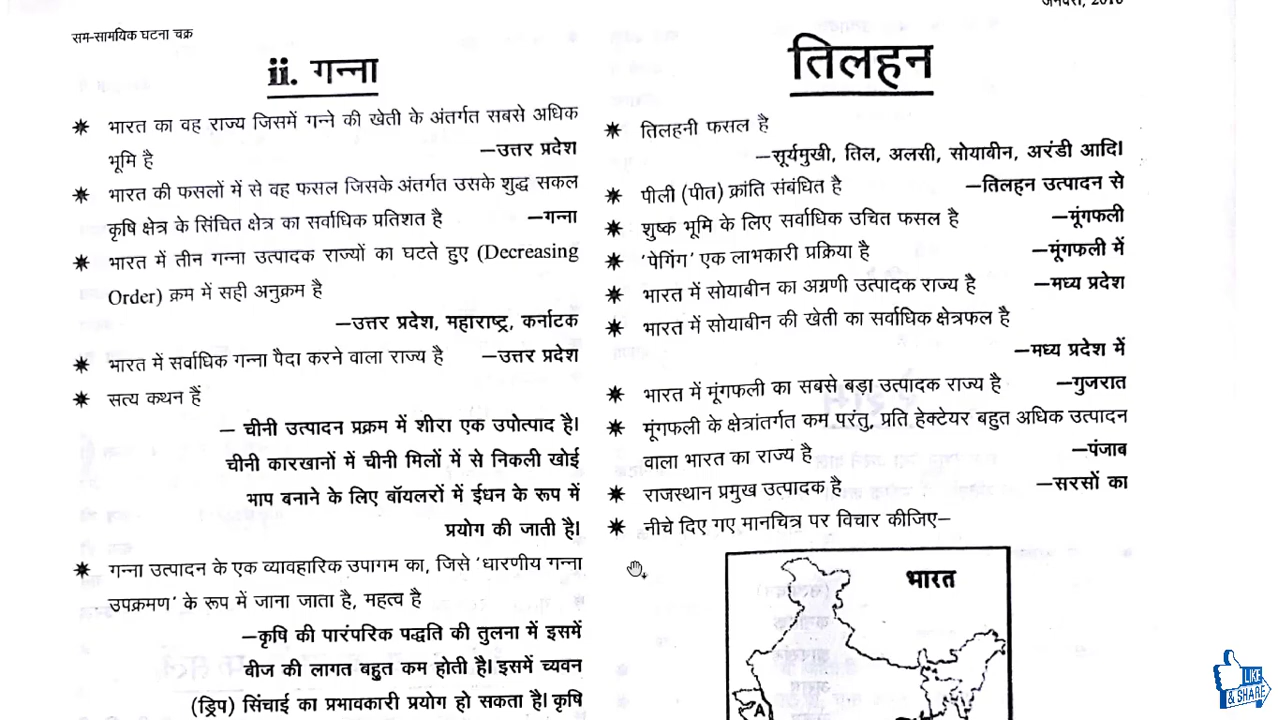 सम-सामयिक घटना चक्र
ii. गन्ना
✷ भारत का वह राज्य जिसमें गन्ने की खेती के अंतर्गत सबसे अधिक
भूमि है –उत्तर प्रदेश
✷ भारत की फसलों में से वह फसल जिसके अंतर्गत उसके शुद्ध सकल
कृषि क्षेत्र के सिंचित क्षेत्र का सर्वाधिक प्रतिशत है –गन्ना
✷ भारत में तीन गन्ना उत्पादक राज्यों का घटते हुए (Decreasing
Order) क्रम में सही अनुक्रम है
–उत्तर प्रदेश, महाराष्ट्र, कर्नाटक
✷ भारत में सर्वाधिक गन्ना पैदा करने वाला राज्य है –उत्तर प्रदेश
✷ सत्य कथन हैं
– चीनी उत्पादन प्रक्रम में शीरा एक उपोत्पाद है।
चीनी कारखानों में चीनी मिलों में से निकली खोई
भाप बनाने के लिए बॉयलरों में ईधन के रूप में
प्रयोग की जाती है।
✷ गन्ना उत्पादन के एक व्यावहारिक उपागम का, जिसे 'धारणीय गन्ना
उपक्रमण' के रूप में जाना जाता है, महत्व है
–कृषि की पारंपरिक पद्धति की तुलना में इसमें
बीज की लागत बहुत कम होती है। इसमें च्यवन
(ड्रिप) सिंचाई का प्रभावकारी प्रयोग हो सकता है। कृषि
जनवरी, 2018
तिलहन
✷ तिलहनी फसल है
–सूर्यमुखी, तिल, अलसी, सोयाबीन, अरंडी आदि।
✷ पीली (पीत) क्रांति संबंधित है –तिलहन उत्पादन से
✷ शुष्क भूमि के लिए सर्वाधिक उचित फसल है –मूंगफली
✷ 'पेगिंग' एक लाभकारी प्रक्रिया है –मूंगफली में
✷ भारत में सोयाबीन का अग्रणी उत्पादक राज्य है –मध्य प्रदेश
✷ भारत में सोयाबीन की खेती का सर्वाधिक क्षेत्रफल है
–मध्य प्रदेश में
✷ भारत में मूंगफली का सबसे बड़ा उत्पादक राज्य है –गुजरात
✷ मूंगफली के क्षेत्रांतर्गत कम परंतु, प्रति हेक्टेयर बहुत अधिक उत्पादन
वाला भारत का राज्य है –पंजाब
✷ राजस्थान प्रमुख उत्पादक है –सरसों का
✷ नीचे दिए गए मानचित्र पर विचार कीजिए–
भारत
A
LIKE
& SHARE